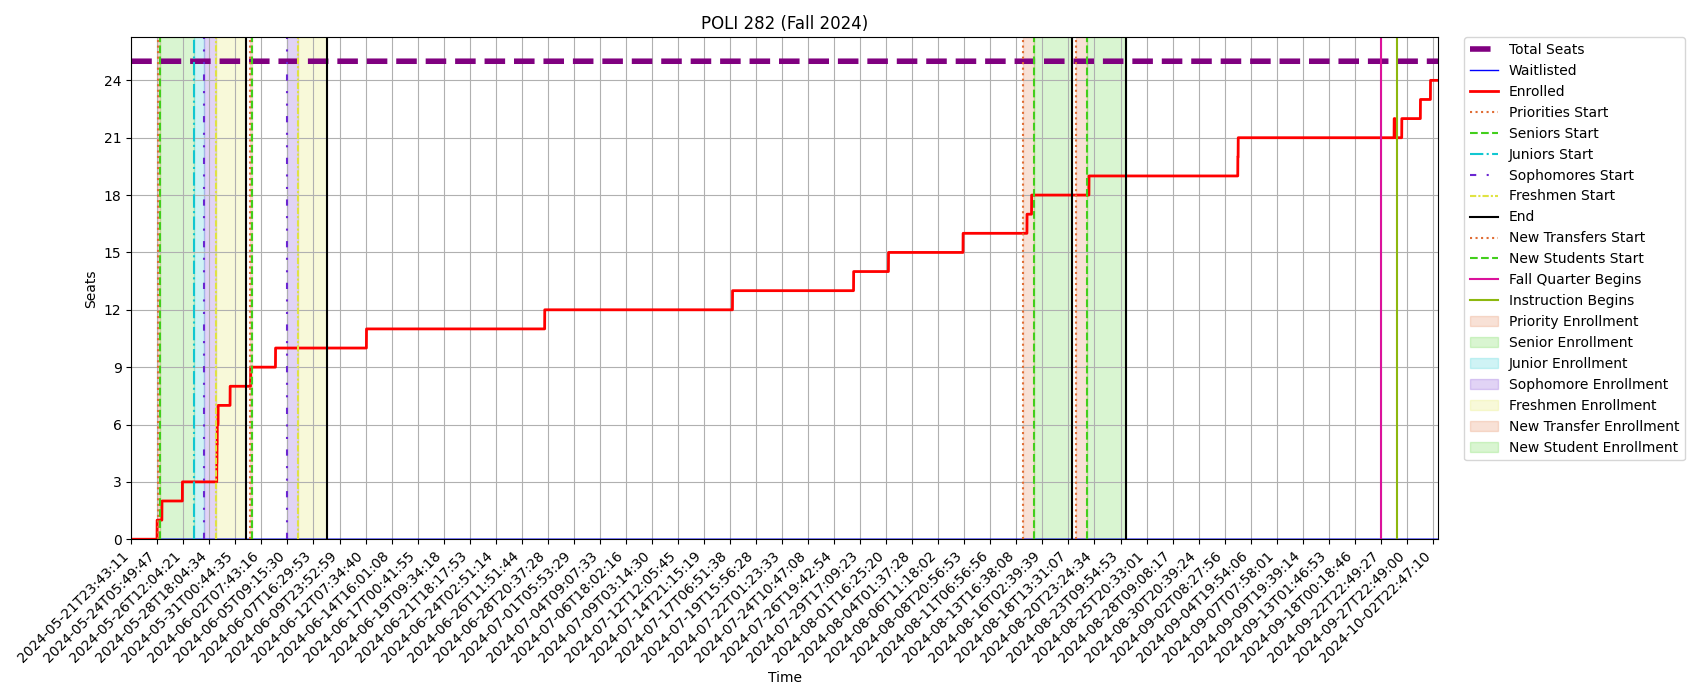 POLI 282 (Fall 2024)
Seats
24
21
18
15
12
9
6
3
0
2024-05-21T23:43:11
2024-05-24T05:49:47
2024-05-26T12:04:21
2024-05-28T18:04:34
2024-05-31T00:44:35
2024-06-02T07:43:16
2024-06-05T09:15:30
2024-06-07T16:29:53
2024-06-09T23:52:59
2024-06-12T07:34:40
2024-06-14T16:01:08
2024-06-17T00:41:55
2024-06-19T09:34:18
2024-06-21T18:17:53
2024-06-24T02:51:14
2024-06-26T11:51:44
2024-06-28T20:37:28
2024-07-01T05:53:29
2024-07-04T09:07:33
2024-07-06T18:02:16
2024-07-09T03:14:30
2024-07-12T12:05:45
2024-07-14T21:15:19
2024-07-17T06:51:38
2024-07-19T15:56:28
2024-07-22T01:23:33
2024-07-24T10:47:08
2024-07-26T19:42:54
2024-07-29T17:09:23
2024-08-01T16:25:20
2024-08-04T01:37:28
2024-08-06T11:18:02
2024-08-08T20:56:53
2024-08-11T06:56:56
2024-08-13T16:38:08
2024-08-16T02:39:39
2024-08-18T13:31:07
2024-08-20T23:24:34
2024-08-23T09:54:53
2024-08-25T20:33:01
2024-08-28T09:08:17
2024-08-30T20:39:24
2024-09-02T08:27:56
2024-09-04T19:54:06
2024-09-07T07:58:01
2024-09-09T19:39:14
2024-09-13T01:46:53
2024-09-18T00:18:46
2024-09-22T22:49:27
2024-09-27T22:49:00
2024-10-02T22:47:10
Time
Total Seats
Waitlisted
Enrolled
Priorities Start
Seniors Start
Juniors Start
Sophomores Start
Freshmen Start
End
New Transfers Start
New Students Start
Fall Quarter Begins
Instruction Begins
Priority Enrollment
Senior Enrollment
Junior Enrollment
Sophomore Enrollment
Freshmen Enrollment
New Transfer Enrollment
New Student Enrollment